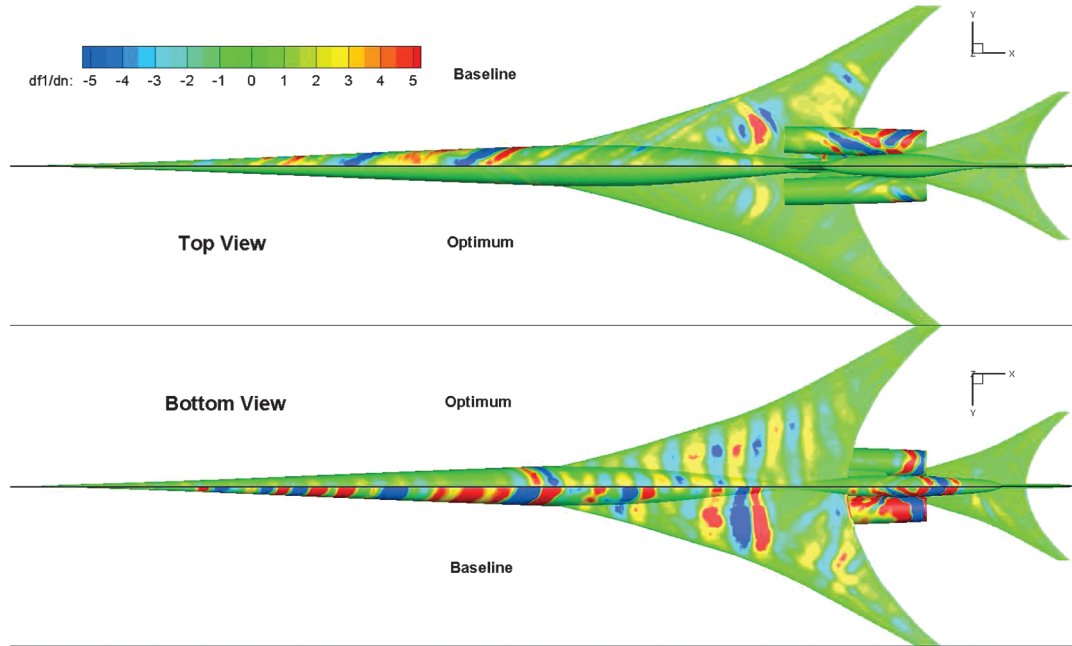 Baseline
df1/dn: -5 -4 -3 -2 -1 0 1 2 3 4 5
Y
Z X
Top View
Optimum
Bottom View
Optimum
Z X
Y
Baseline